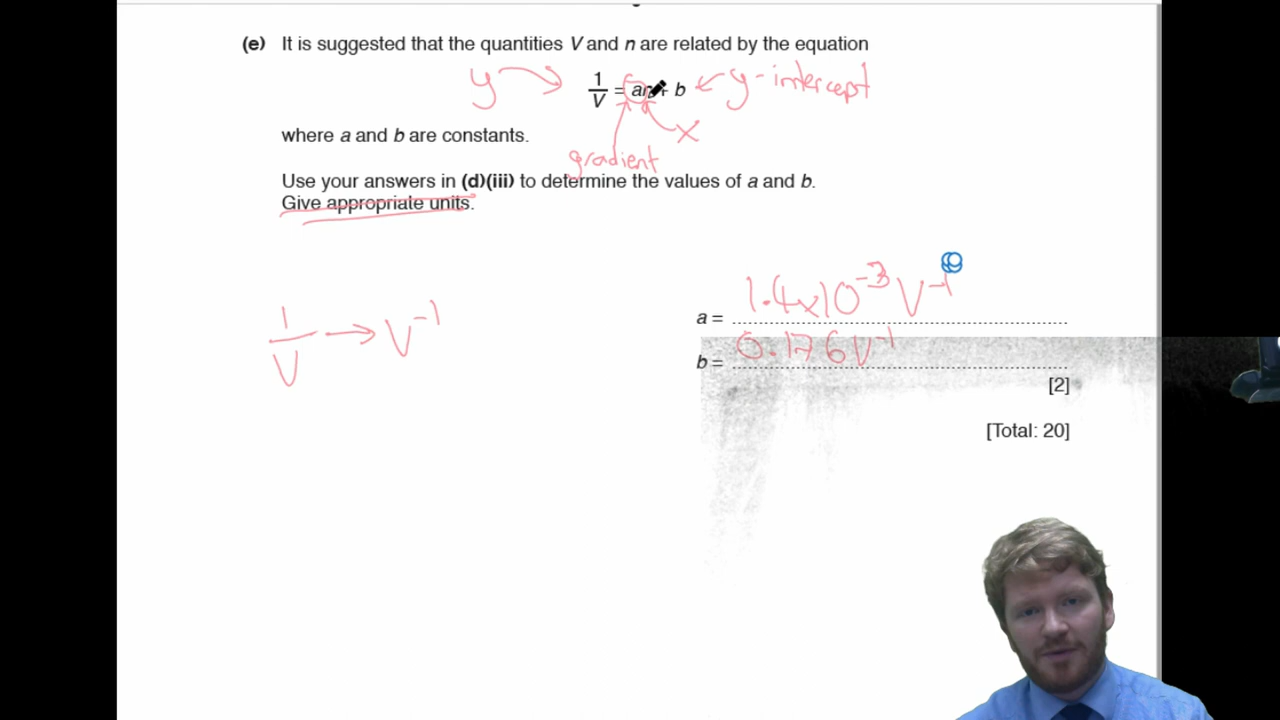 (e) It is suggested that the quantities V and n are related by the equation
y 1/V = an + b y-intercept
x
where a and b are constants.
gradient
Use your answers in (d)(iii) to determine the values of a and b.
Give appropriate units.
1/V → V⁻¹
a = 1.4x10⁻³ V⁻¹
b = 0.176 V⁻¹
[2]
[Total: 20]